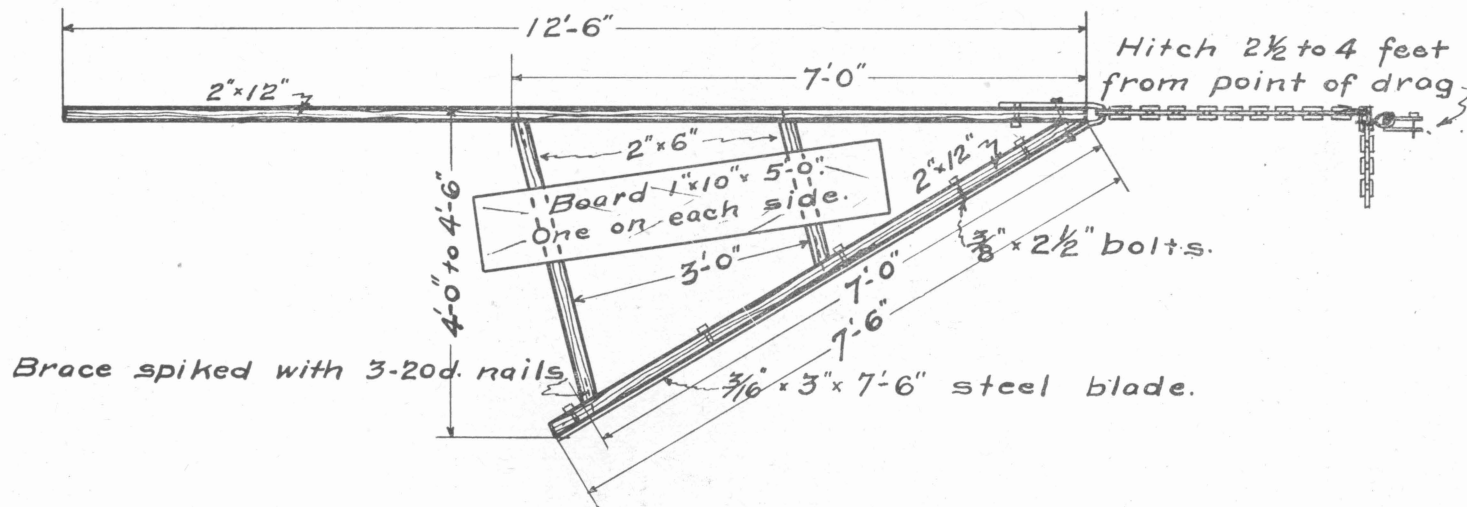 12'-6"
Hitch 2½ to 4 feet
from point of drag
7'-0"
2"×12"
2"×6"
2"×12"
Board 1"×10"×5'-0".
One on each side.
⅜"×2½" bolts.
3'-0"
4'-0" to 4'-6"
7'-0"
7'-6"
Brace spiked with 3-20d. nails
3/16"×3"×7'-6" steel blade.